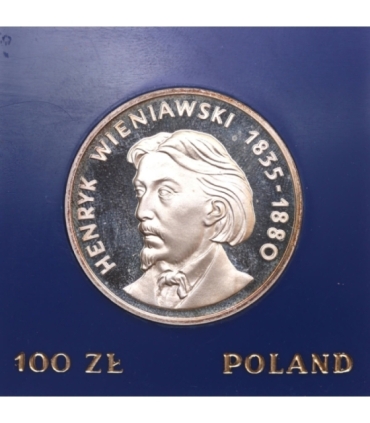 HENRYK WIENIAWSKI 1835-1880
100 ZŁ POLAND